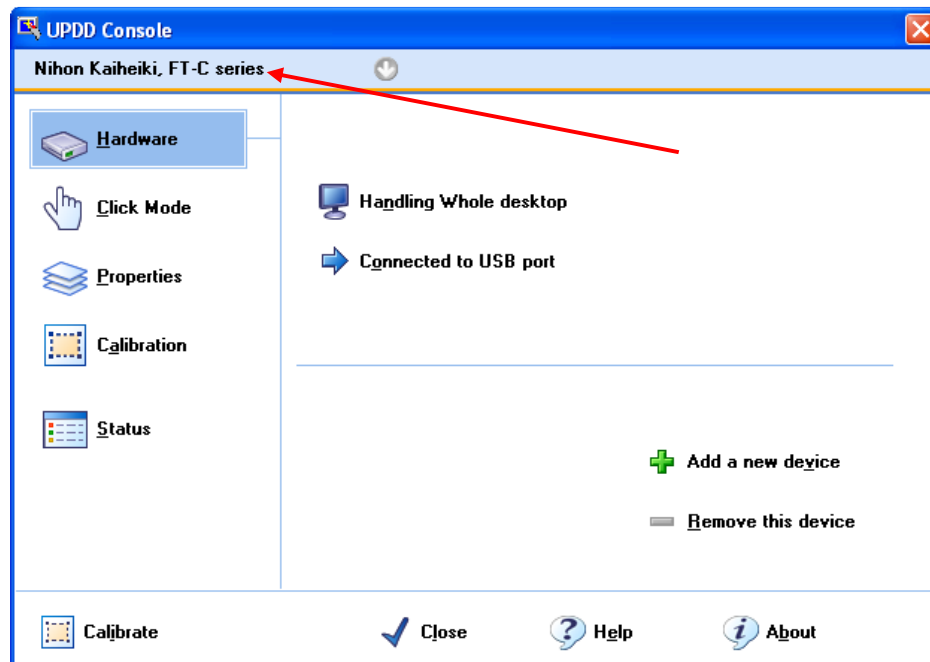 UPDD Console
Nihon Kaiheiki, FT-C series
Hardware
Click Mode
Properties
Calibration
Status
Handling Whole desktop
Connected to USB port
Add a new device
Remove this device
Calibrate
Close
Help
About